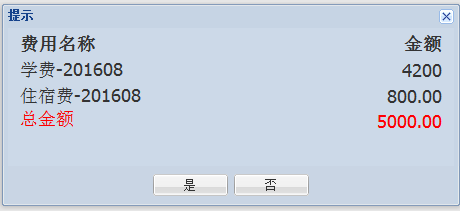 提示
费用名称 金额
学费-201608 4200
住宿费-201608 800.00
总金额 5000.00
是 否